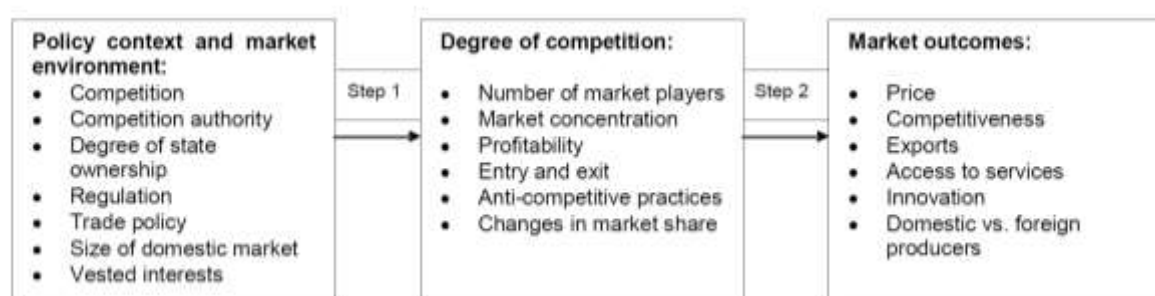 Policy context and market
environment:
• Competition
• Competition authority
• Degree of state
ownership
• Regulation
• Trade policy
• Size of domestic market
• Vested interests
Step 1
Degree of competition:
• Number of market players
• Market concentration
• Profitability
• Entry and exit
• Anti-competitive practices
• Changes in market share
Step 2
Market outcomes:
• Price
• Competitiveness
• Exports
• Access to services
• Innovation
• Domestic vs. foreign
producers